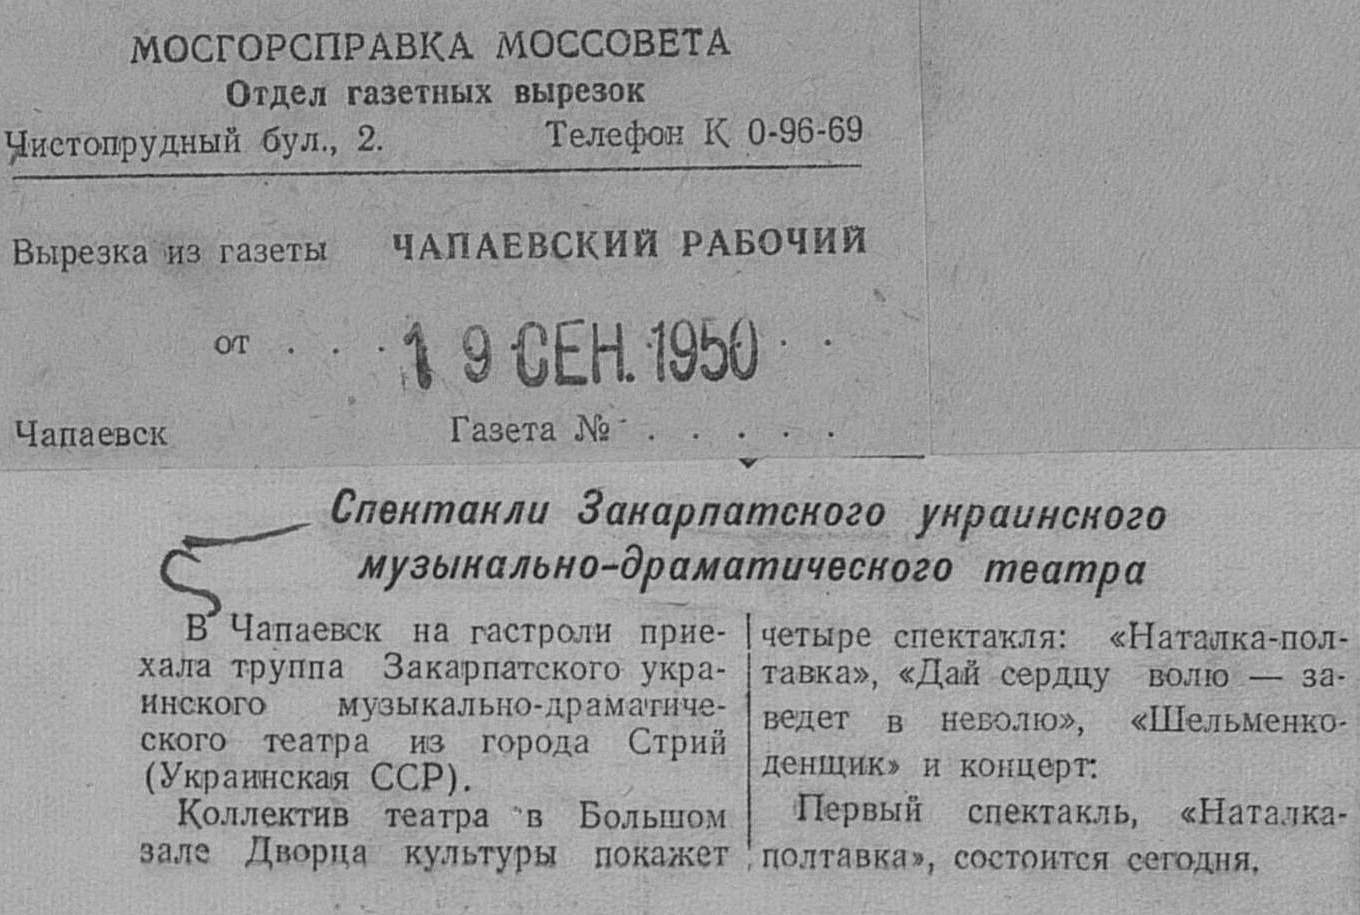 МОСГОРСПРАВКА МОССОВЕТА
Отдел газетных вырезок
Чистопрудный бул., 2. Телефон К 0-96-69
Вырезка из газеты ЧАПАЕВСКИЙ РАБОЧИЙ
от . . . 19 СЕН. 1950 . .
Чапаевск Газета № . . . . .
Спектакли Закарпатского украинского
музыкально-драматического театра
В Чапаевск на гастроли прие-
хала труппа Закарпатского укра-
инского музыкально-драматиче-
ского театра из города Стрий
(Украинская ССР).
Коллектив театра в Большом
зале Дворца культуры покажет
четыре спектакля: «Наталка-пол-
тавка», «Дай сердцу волю — за-
ведет в неволю», «Шельменко-
денщик» и концерт.
Первый спектакль, «Наталка-
полтавка», состоится сегодня.